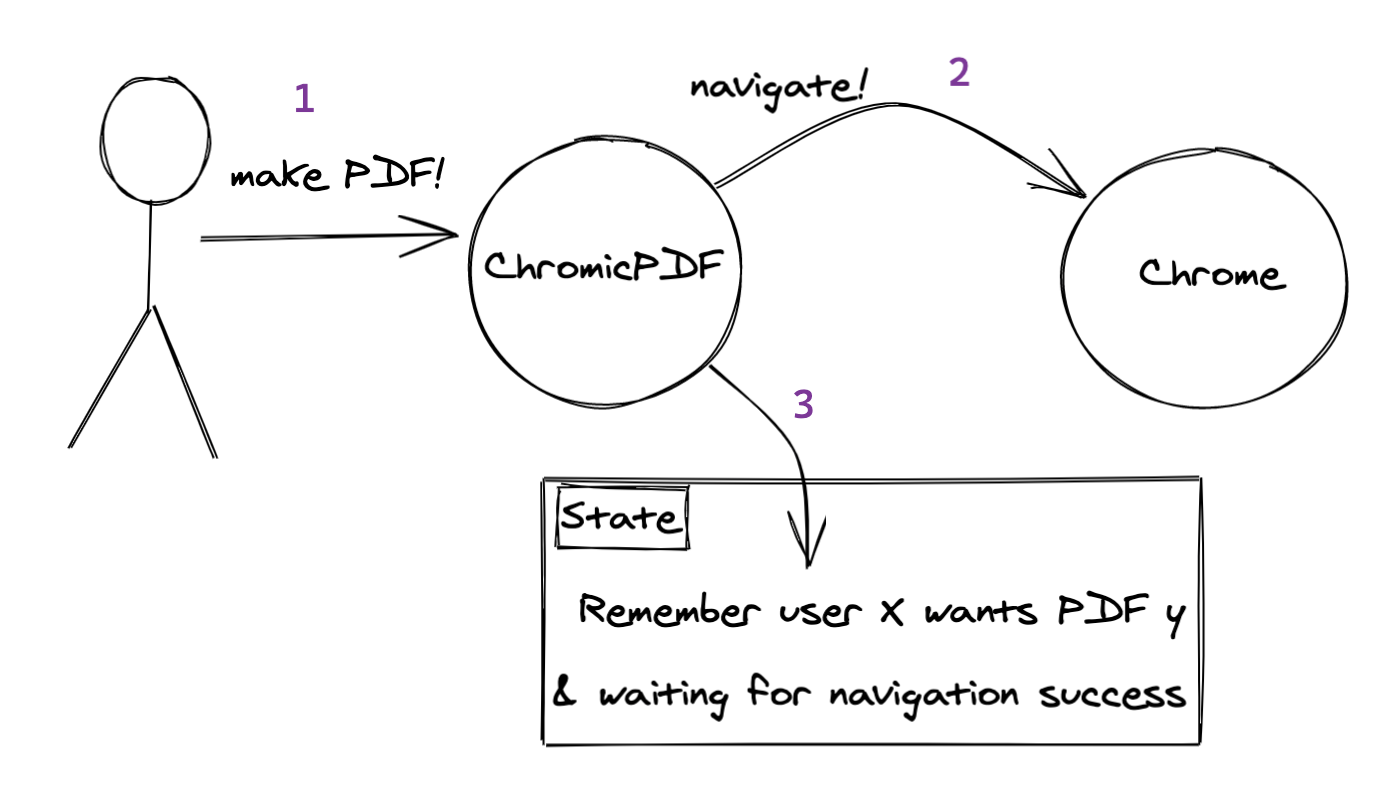 1
make PDF!
navigate!
2
ChromicPDF
Chrome
3
State
Remember user X wants PDF y
& waiting for navigation success